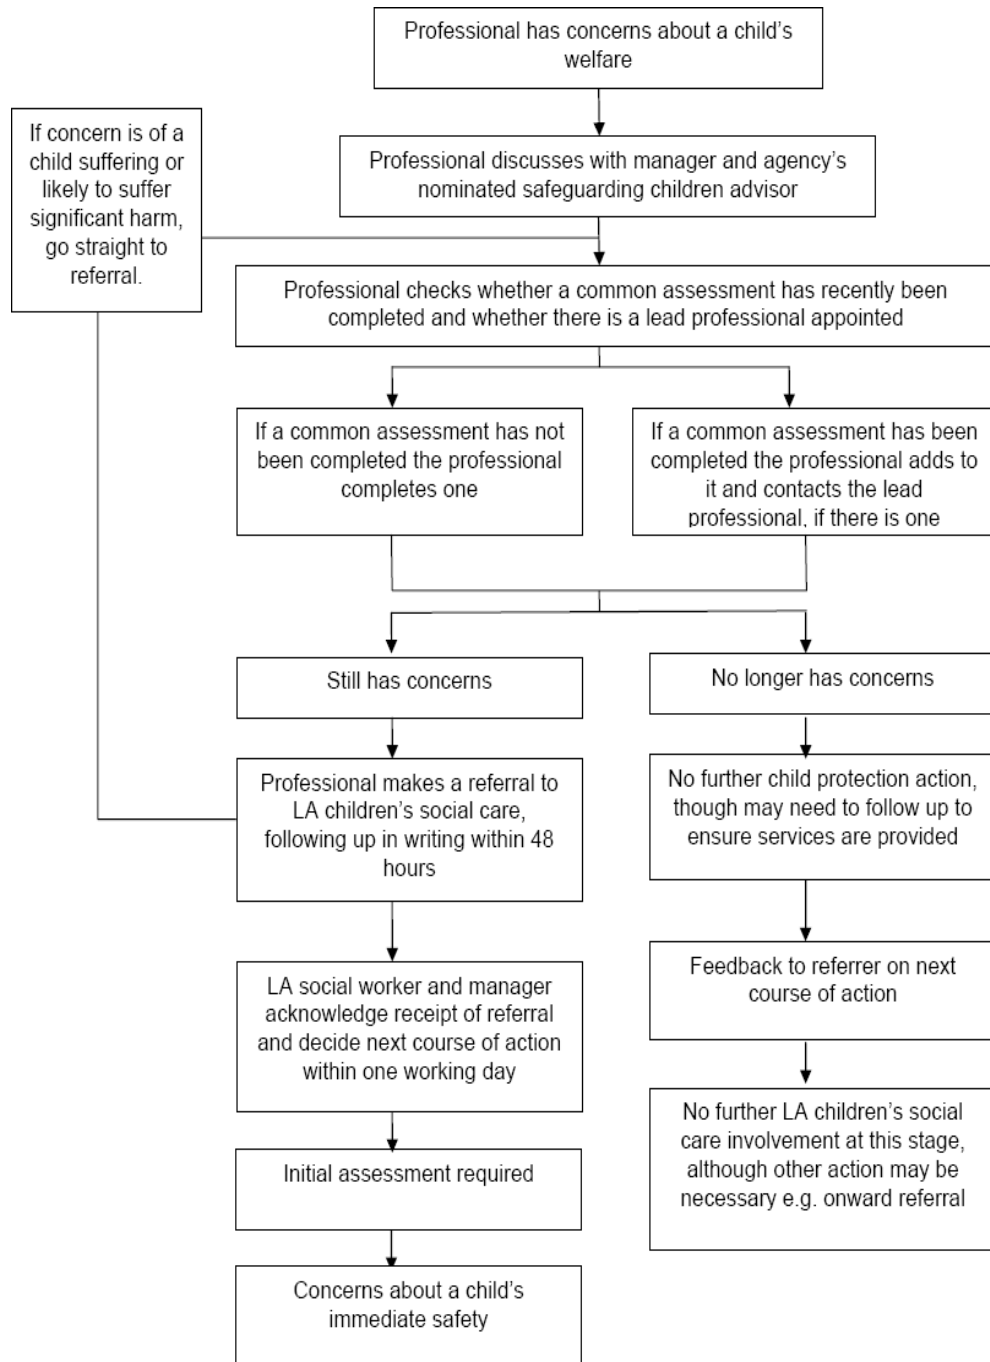 Professional has concerns about a child's
welfare
If concern is of a
child suffering or
likely to suffer
significant harm,
go straight to
referral.
Professional discusses with manager and agency's
nominated safeguarding children advisor
Professional checks whether a common assessment has recently been
completed and whether there is a lead professional appointed
If a common assessment has not
been completed the professional
completes one
If a common assessment has been
completed the professional adds to
it and contacts the lead
professional, if there is one
Still has concerns
No longer has concerns
Professional makes a referral to
LA children's social care,
following up in writing within 48
hours
No further child protection action,
though may need to follow up to
ensure services are provided
LA social worker and manager
acknowledge receipt of referral
and decide next course of action
within one working day
Feedback to referrer on next
course of action
Initial assessment required
No further LA children's social
care involvement at this stage,
although other action may be
necessary e.g. onward referral
Concerns about a child's
immediate safety